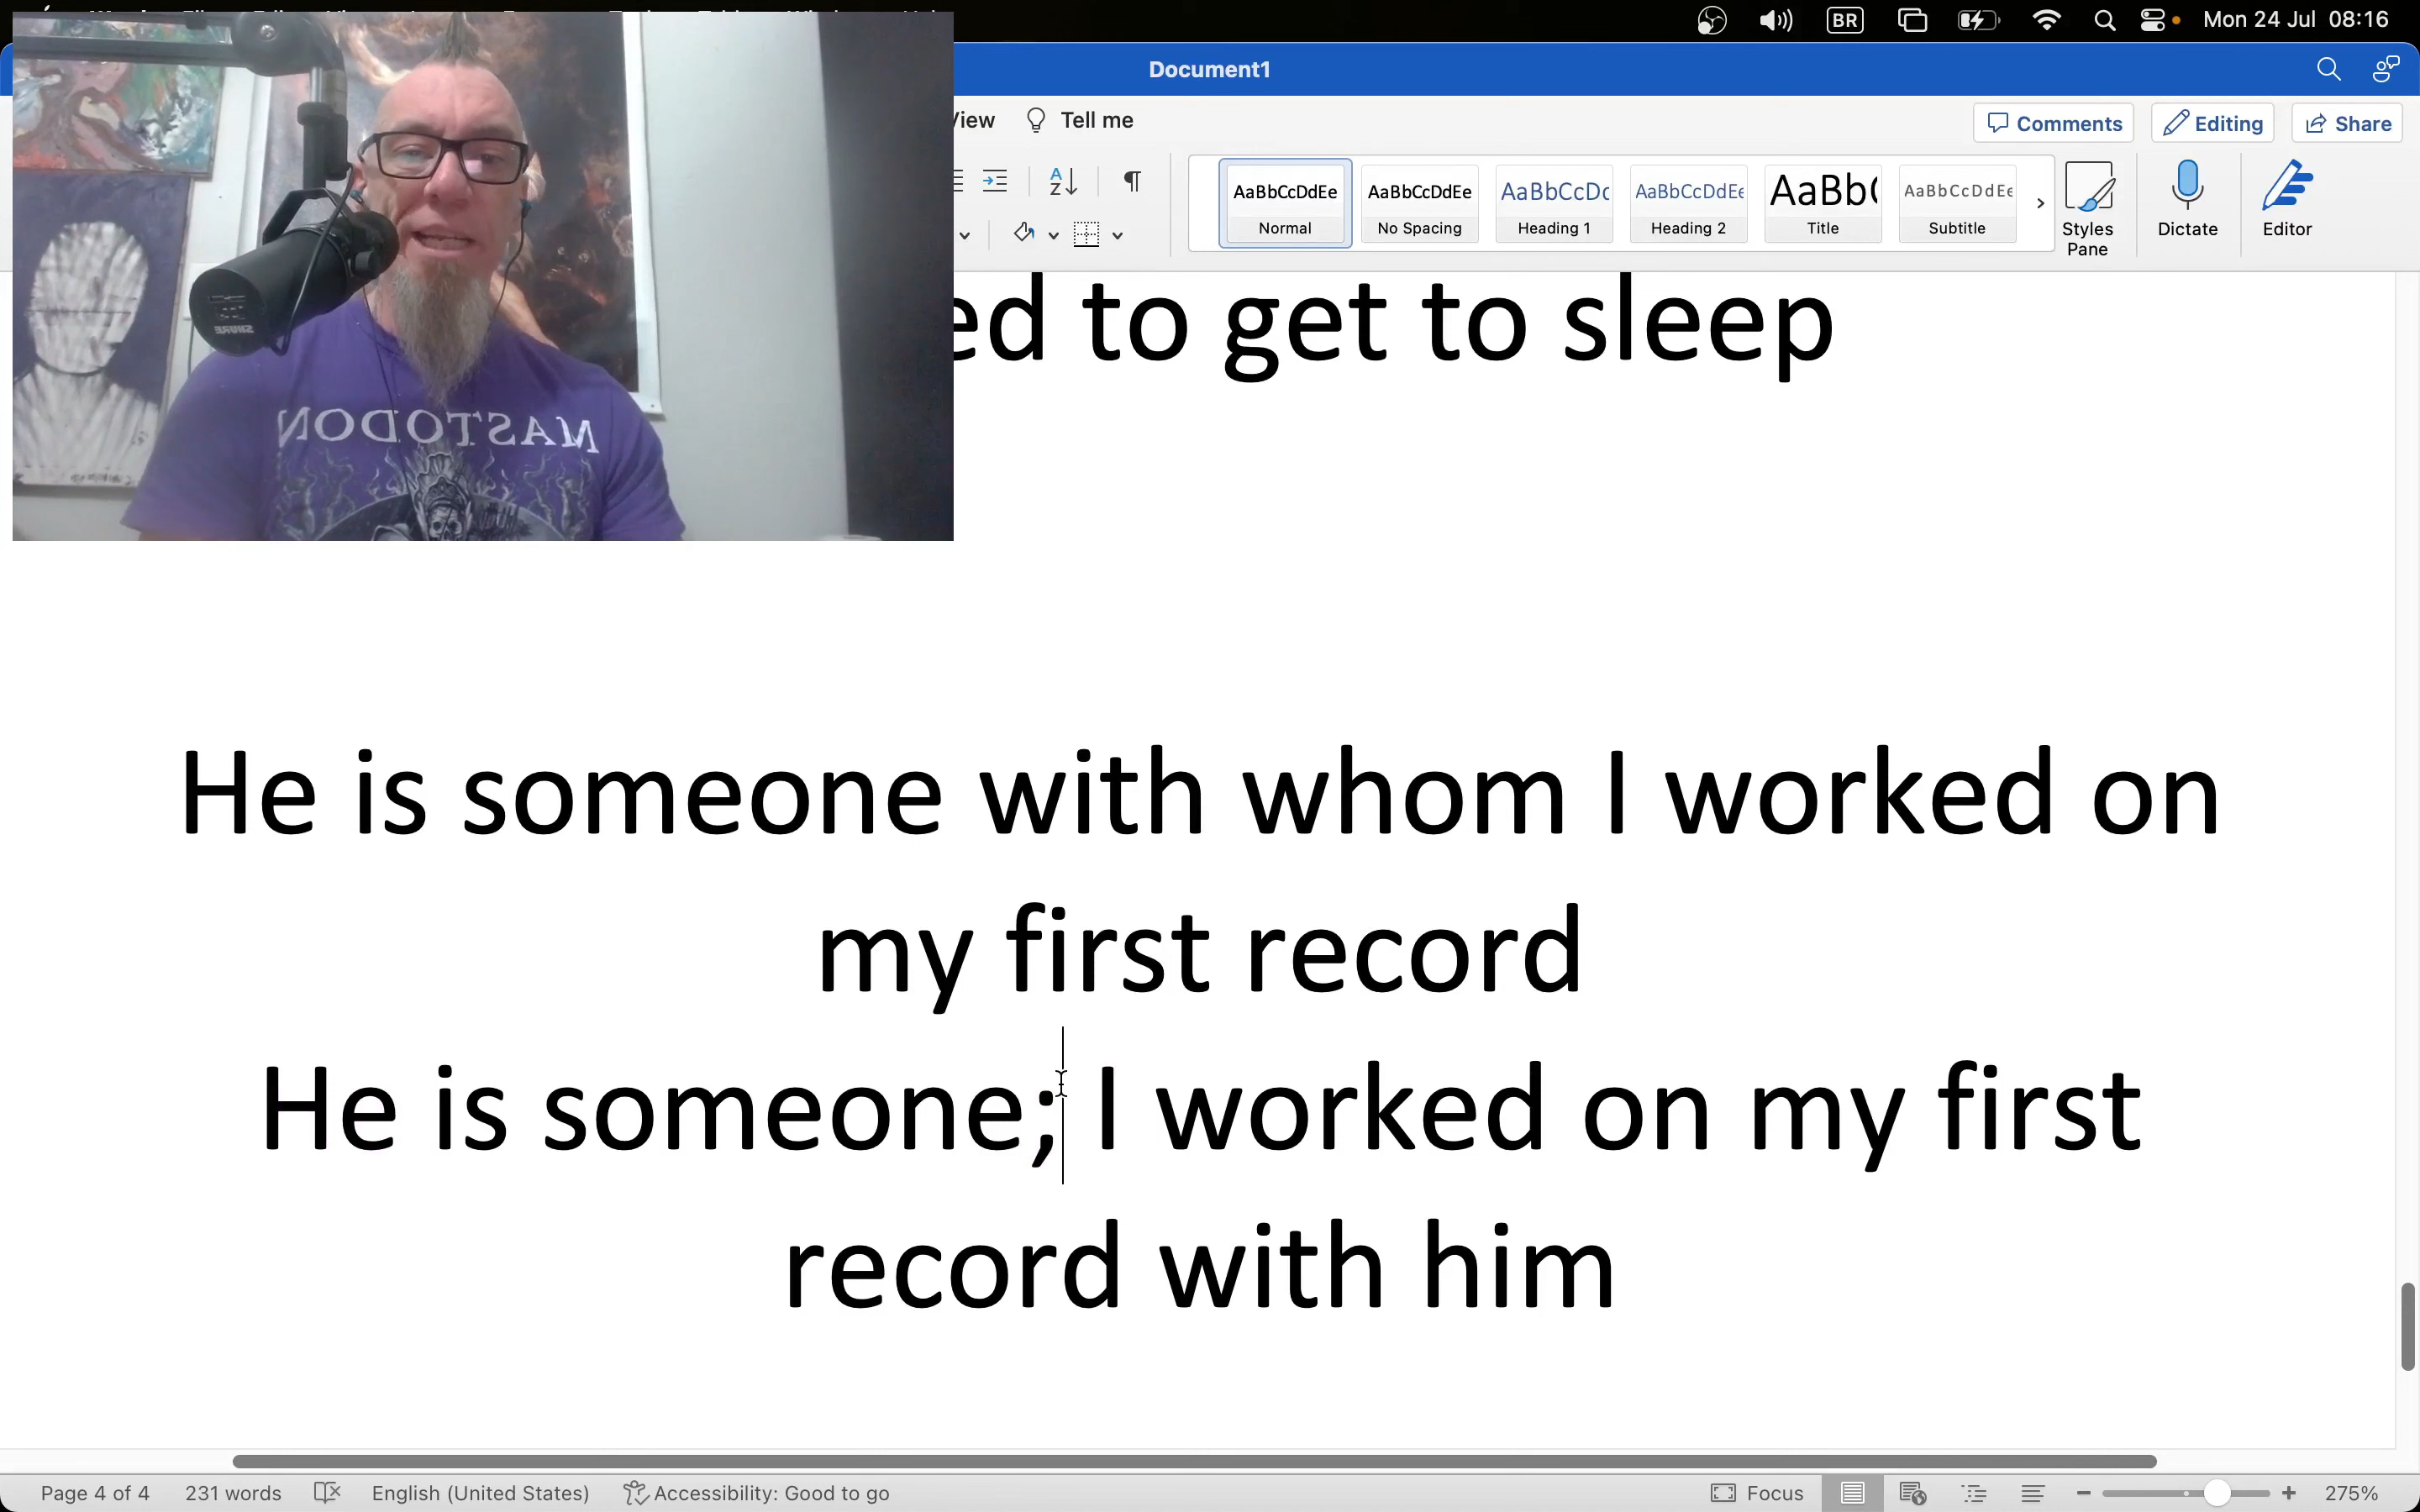 Mon 24 Jul 08:16
BR
Document1
View
Tell me
Comments
Editing
Share
AaBbCcDdEe
AaBbCcDdEe
AaBbCcDc
AaBbCcDdEe
AaBb(
AaBbCcDdEe
Normal
No Spacing
Heading 1
Heading 2
Title
Subtitle
Styles
Pane
Dictate
Editor
SHURE
MASTODON
ed to get to sleep
He is someone with whom I worked on
my first record
He is someone; I worked on my first
record with him
Page 4 of 4
231 words
English (United States)
Accessibility: Good to go
Focus
275%